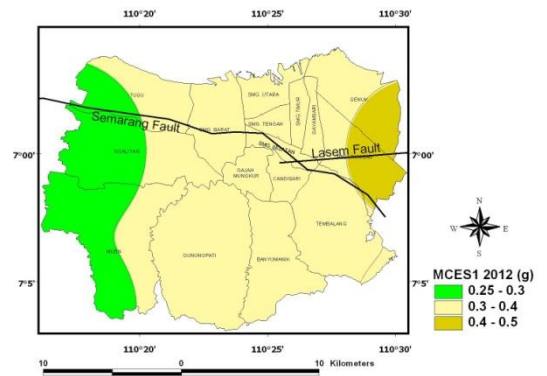 110°20
110°25
110°30
TUGU
SMG. UTARA
GENUK
SMG. TIMUR
GAYAMSARI
Semarang Fault
SMG. TENGAH
SMG. BARAT
7°00
7°00
NGALIYAN
SMG. SELATAN
Lasem Fault
GAJAH
MUNGKUR
CANDISARI
TEMBALANG
MIJEN
GUNUNGPATI
BANYUMANIK
7°5'
7°5'
110°20
110°25
110°30
N
W
E
S
MCES1 2012 (g)
0.25 - 0.3
0.3 - 0.4
0.4 - 0.5
10
0
10 Kilometers